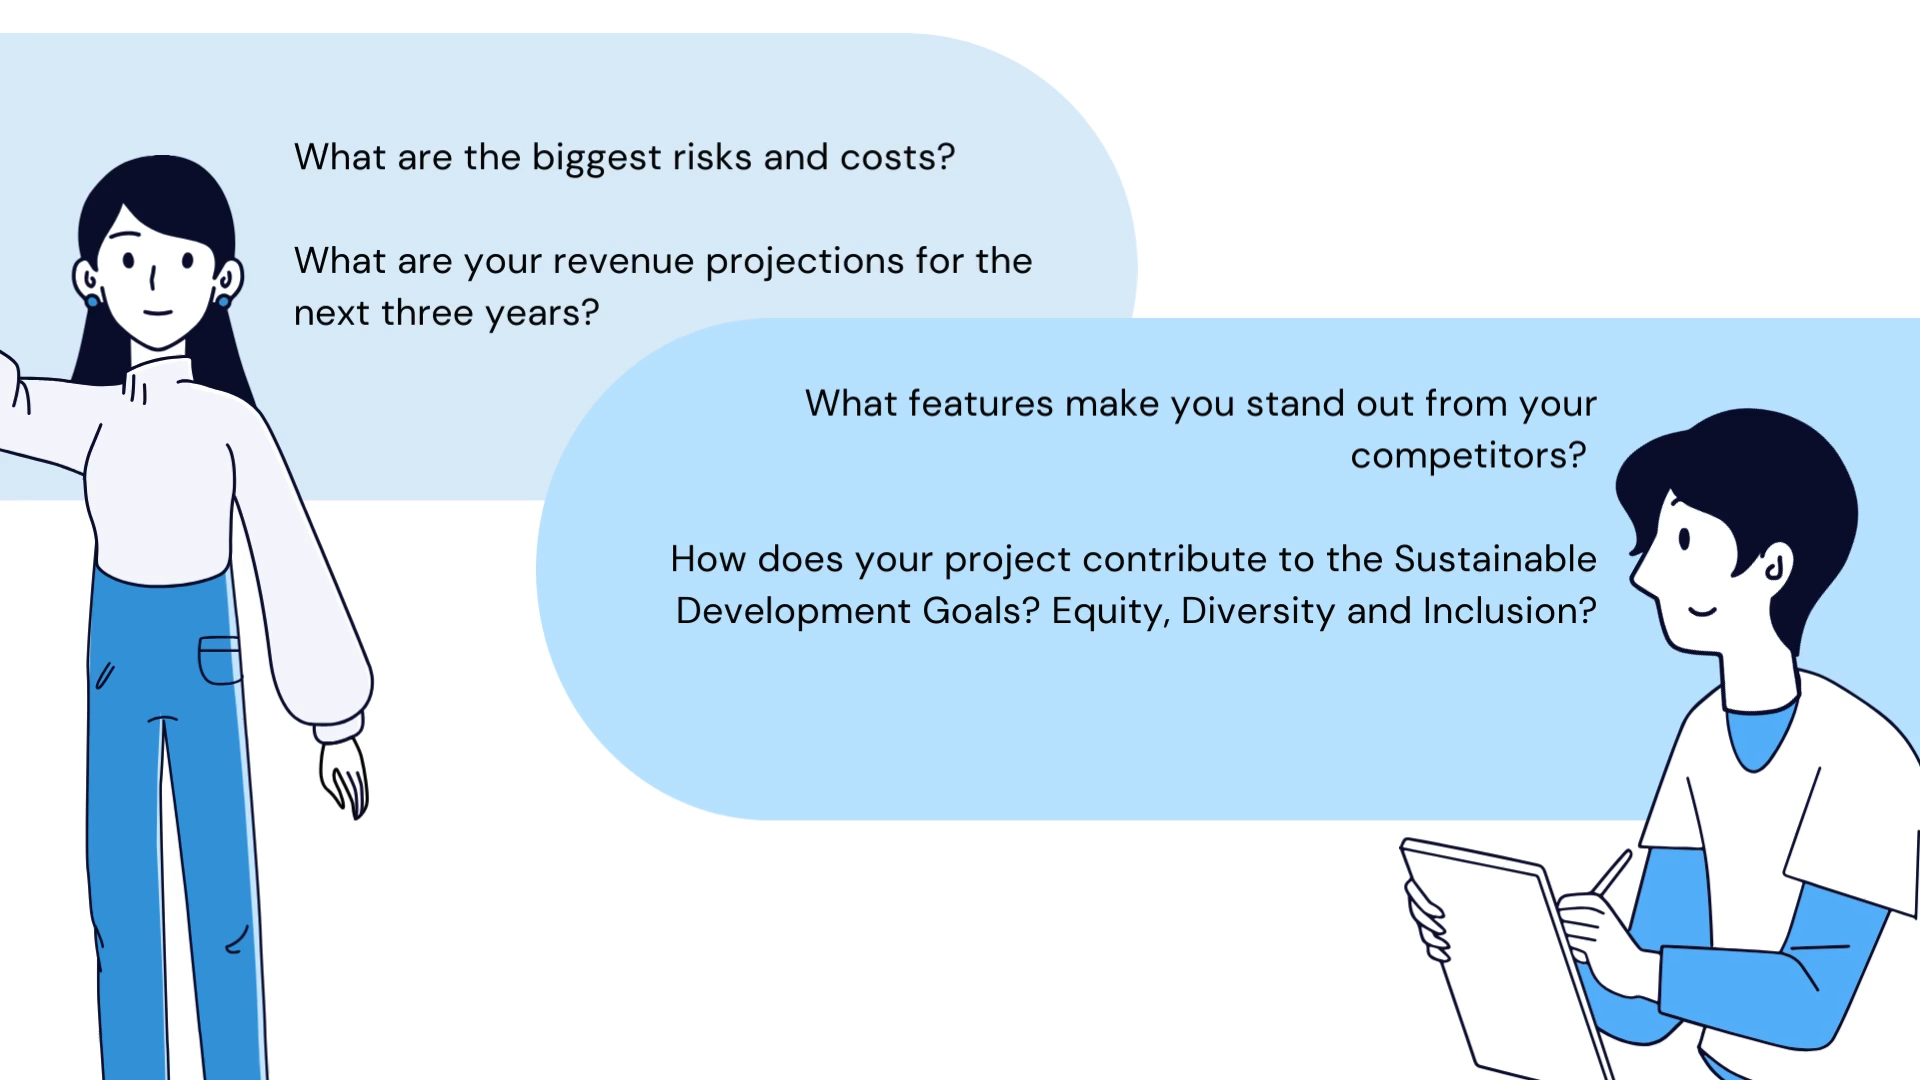 What are the biggest risks and costs?
What are your revenue projections for the
next three years?
What features make you stand out from your
competitors?
How does your project contribute to the Sustainable
Development Goals? Equity, Diversity and Inclusion?